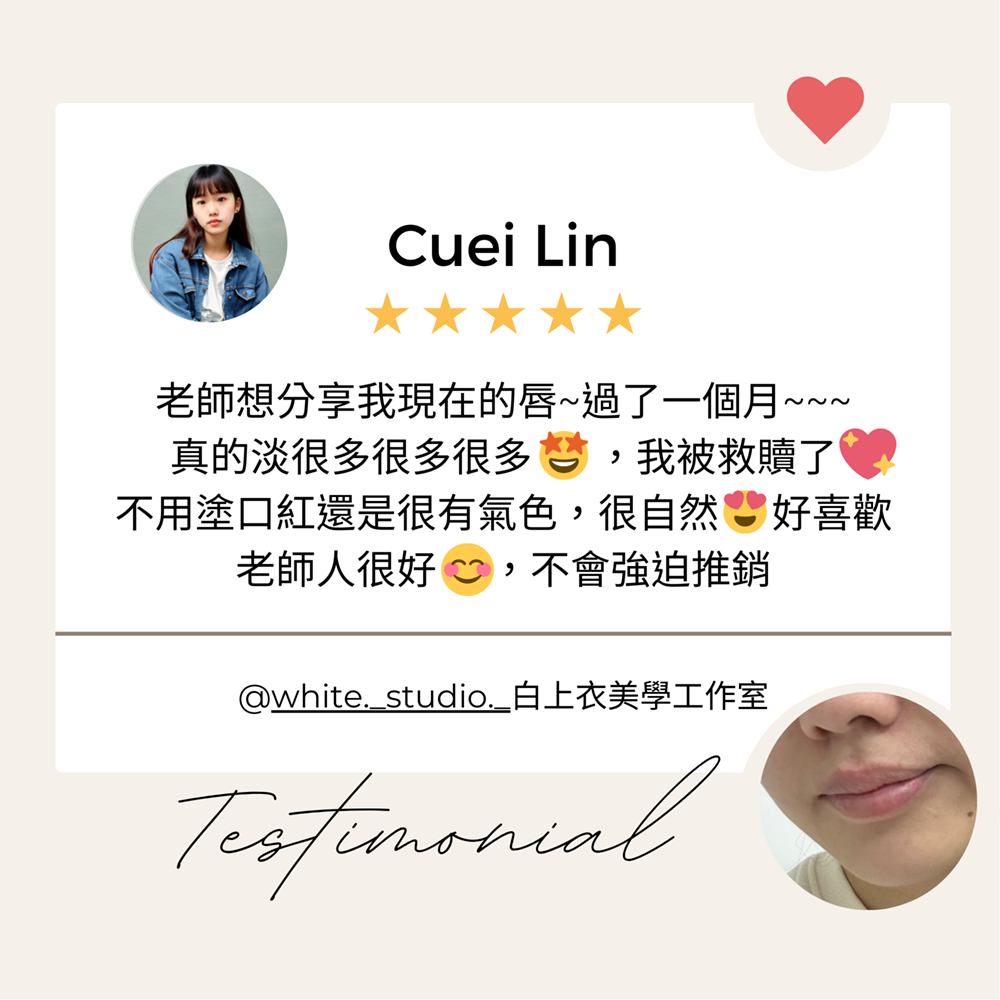 Cuei Lin
老師想分享我現在的唇~過了一個月~~~
真的淡很多很多很多🤩，我被救贖了💖
不用塗口紅還是很有氣色，很自然😍好喜歡
老師人很好😊，不會強迫推銷
@white._studio._白上衣美學工作室
Testimonial